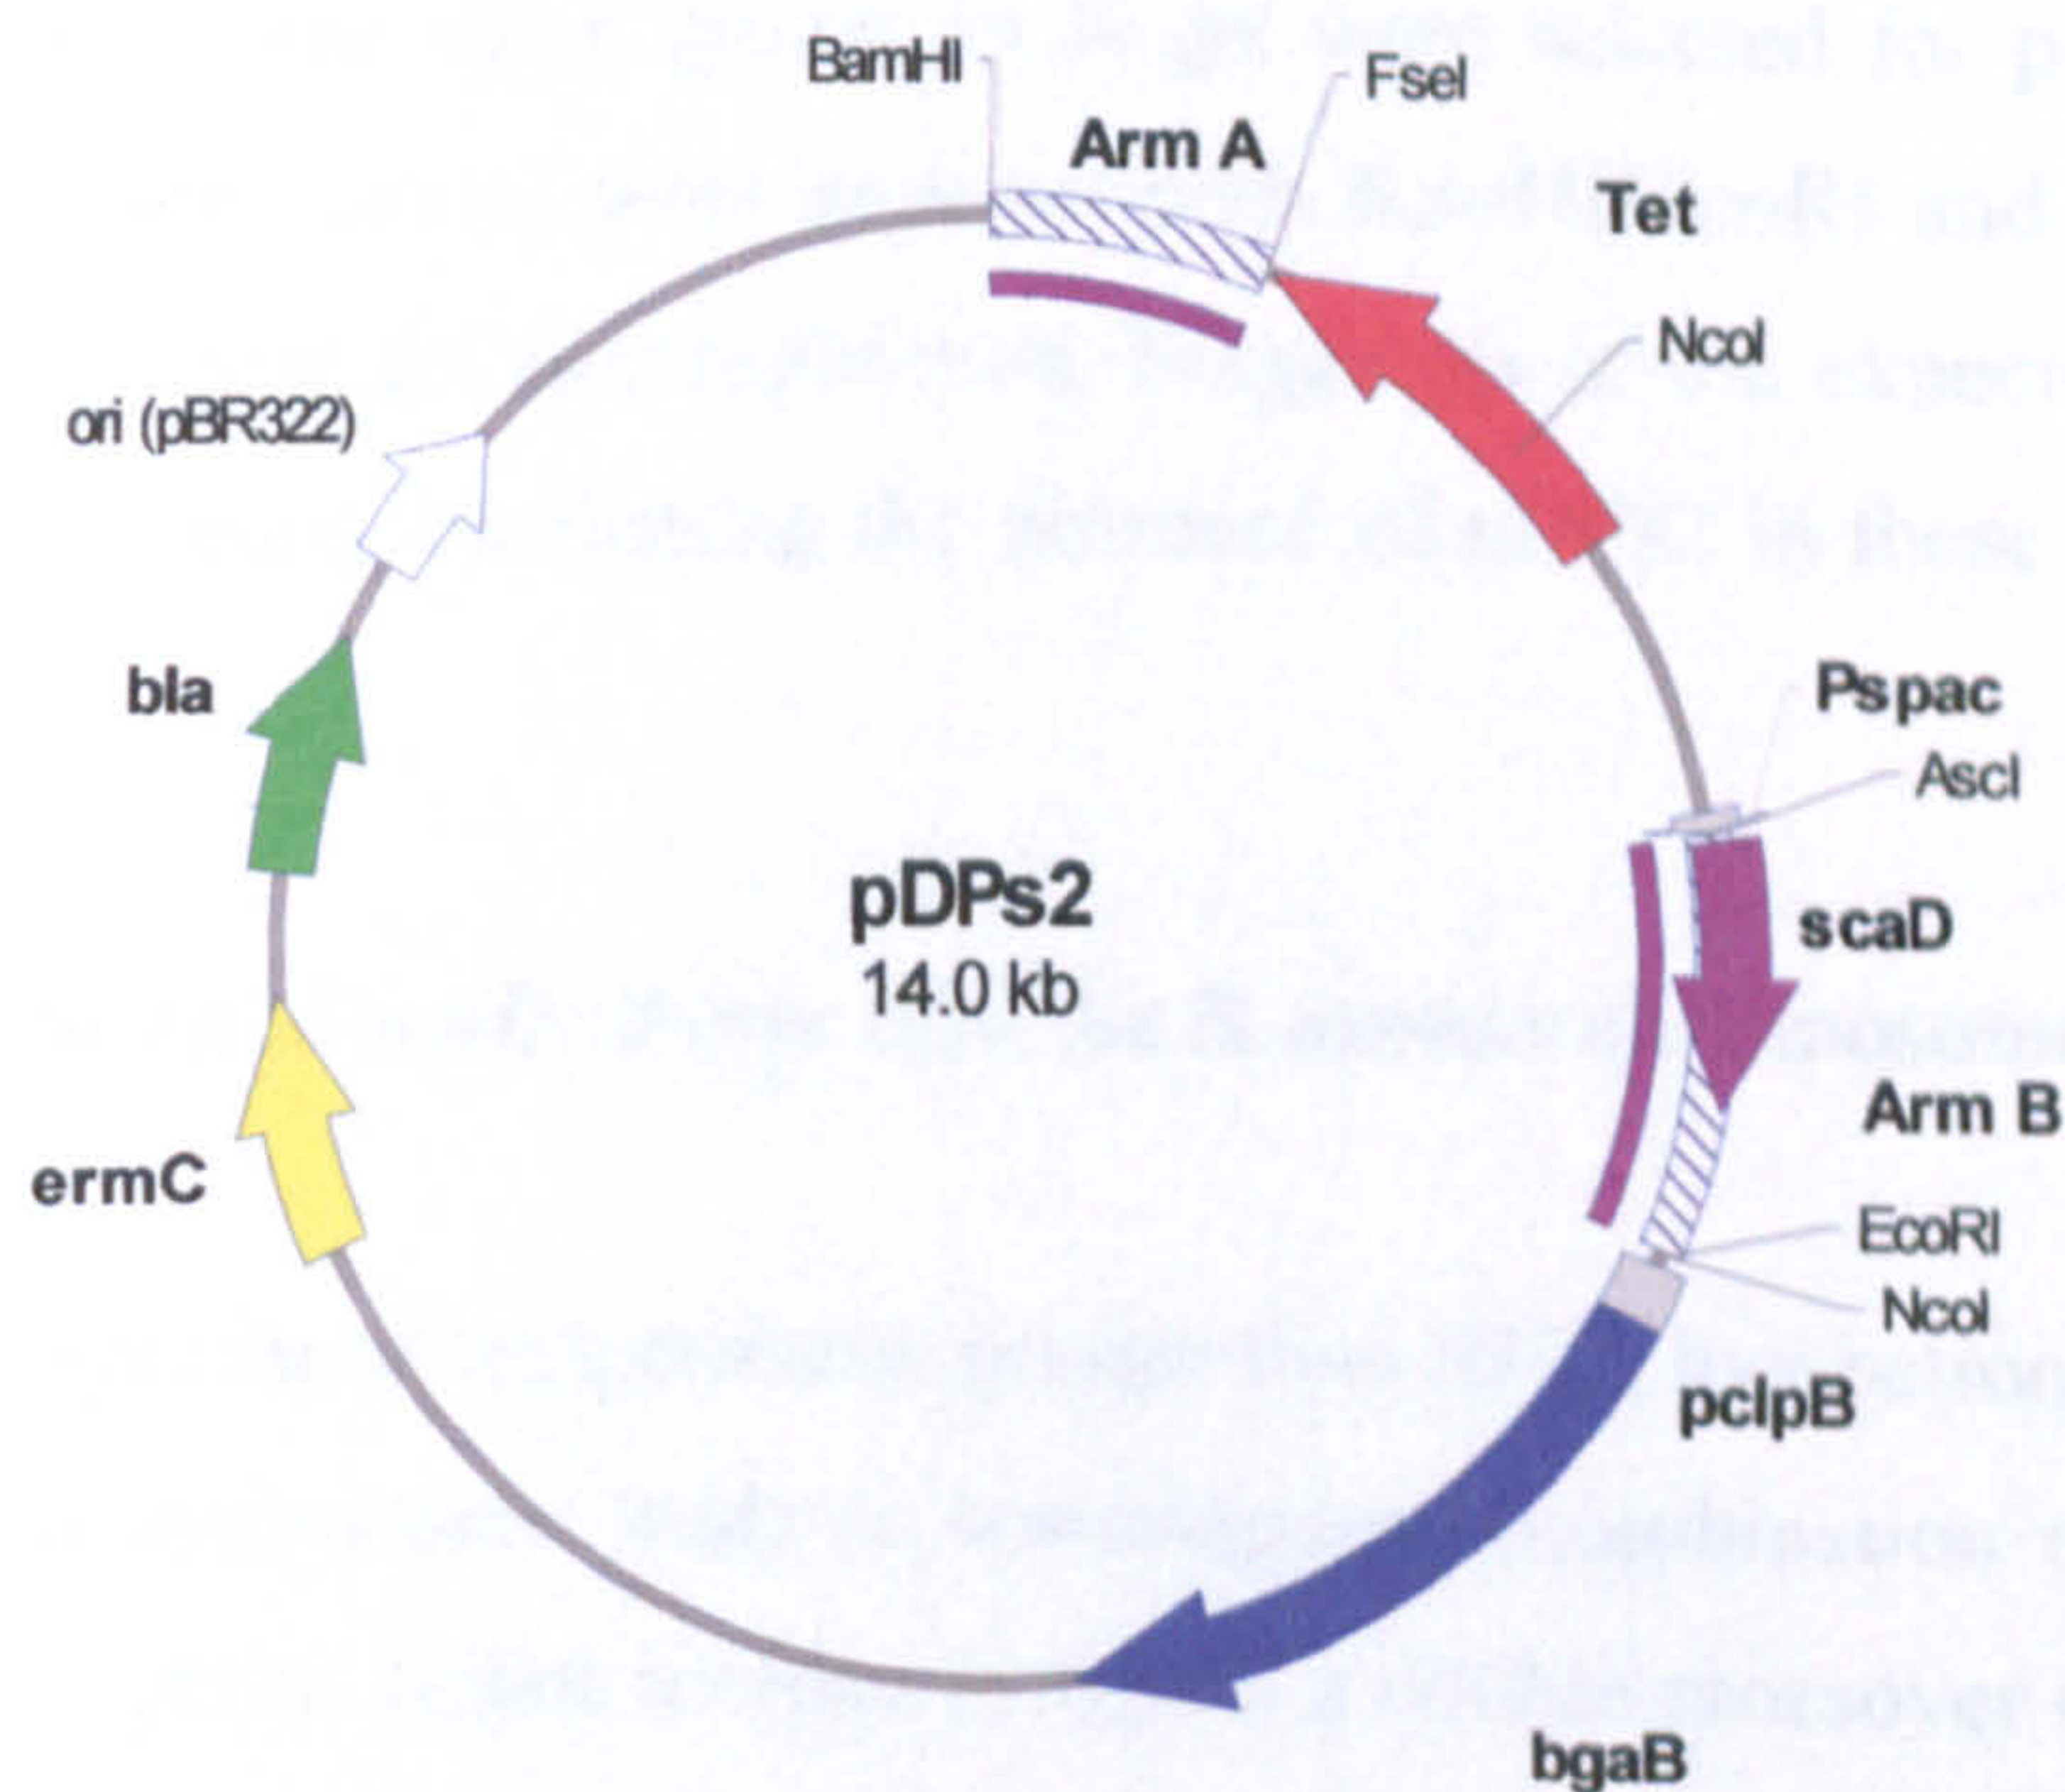 BamHI
FseI
Arm A
Tet
NcoI
ori (pBR322)
Pspac
bla
AscI
pDPs2
14.0 kb
scaD
Arm B
ermC
EcoRI
NcoI
pclpB
bgaB